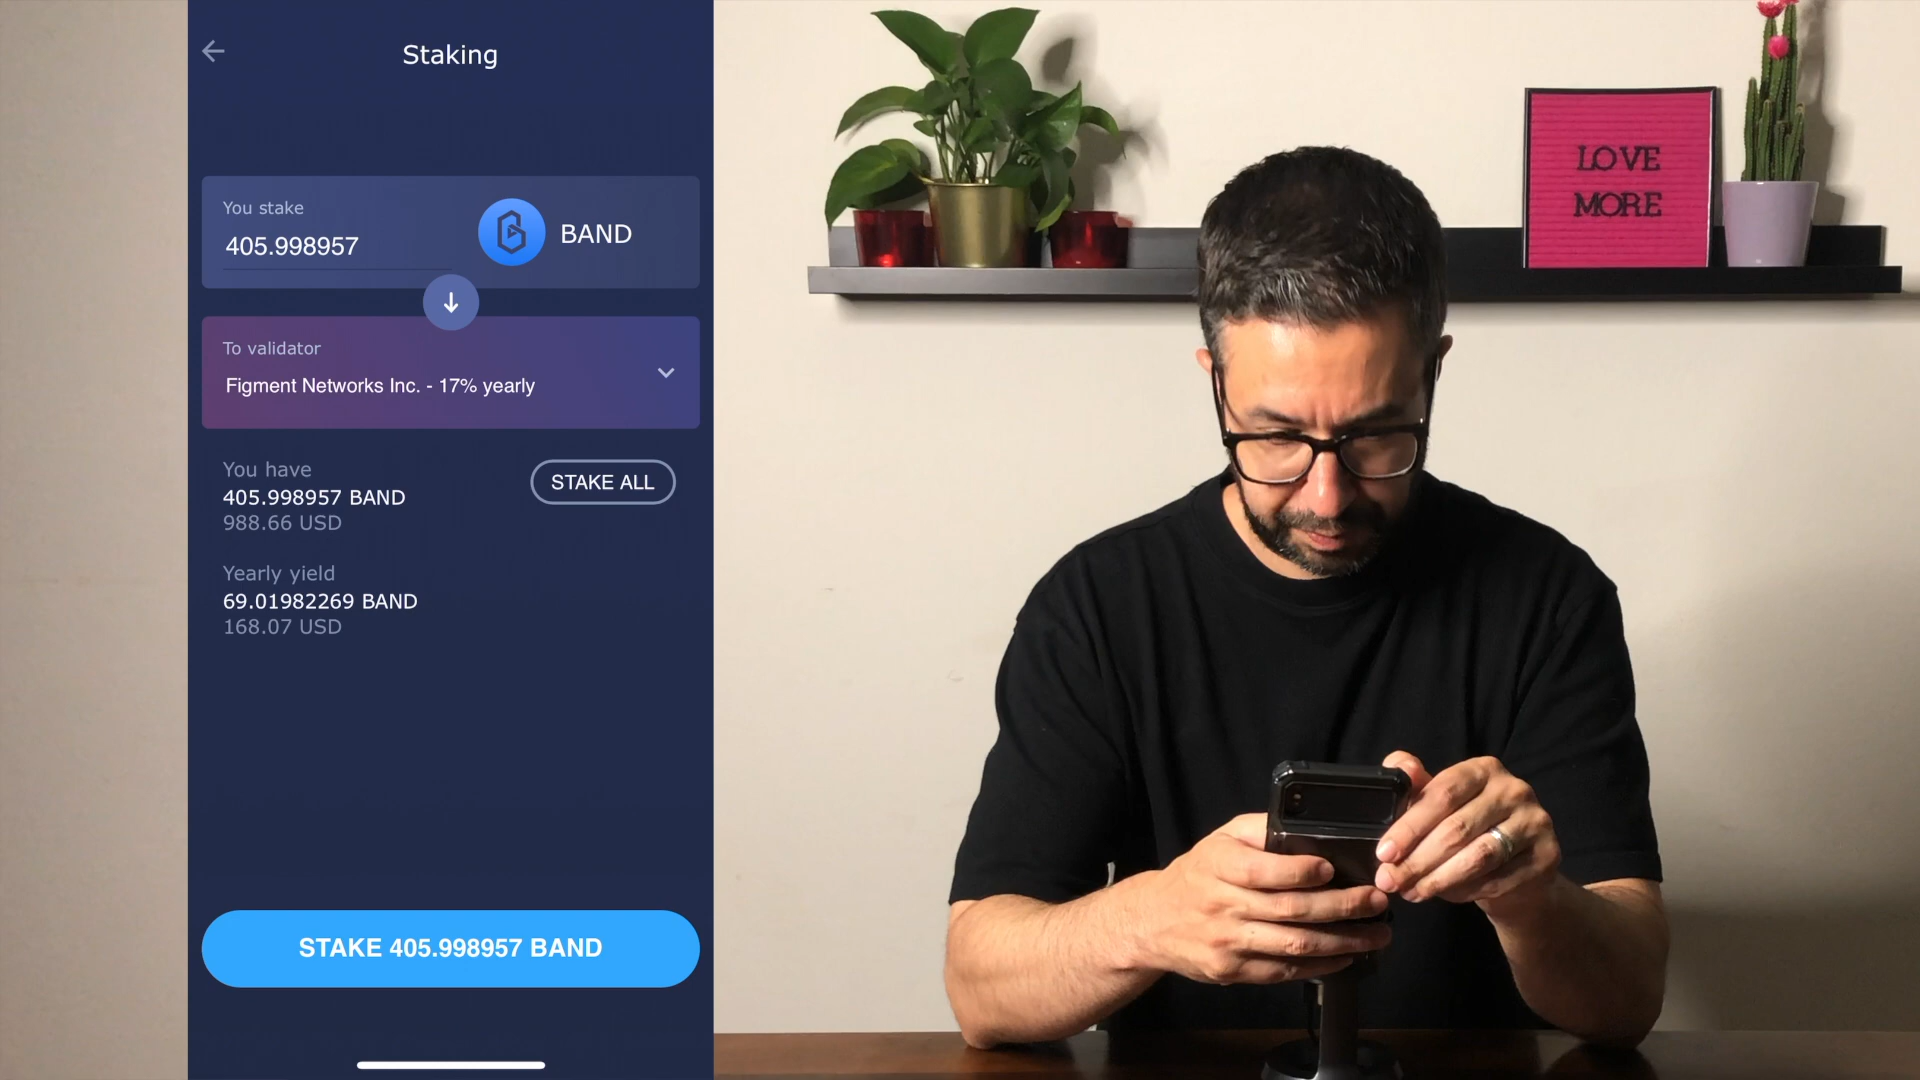 Staking
You stake
405.998957
BAND
To validator
Figment Networks Inc. - 17% yearly
You have
405.998957 BAND
988.66 USD
STAKE ALL
Yearly yield
69.01982269 BAND
168.07 USD
STAKE 405.998957 BAND
LOVE
MORE